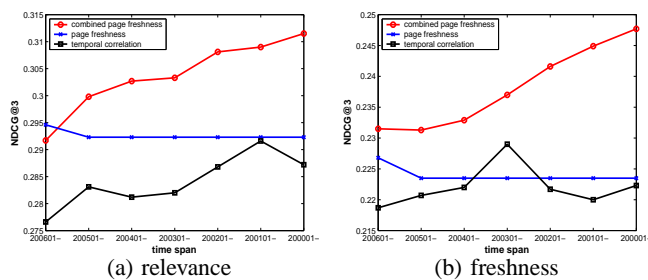 combined page freshness
page freshness
temporal correlation
NDCG @3
0.315
0.31
0.305
0.3
0.295
0.29
0.285
0.28
0.275
200601- 200501- 200401- 200301- 200201- 200101- 200001-
time span
(a) relevance
combined page freshness
page freshness
temporal correlation
NDCG @3
0.25
0.245
0.24
0.235
0.23
0.225
0.22
0.215
200601- 200501- 200401- 200301- 200201- 200101- 200001-
time span
(b) freshness